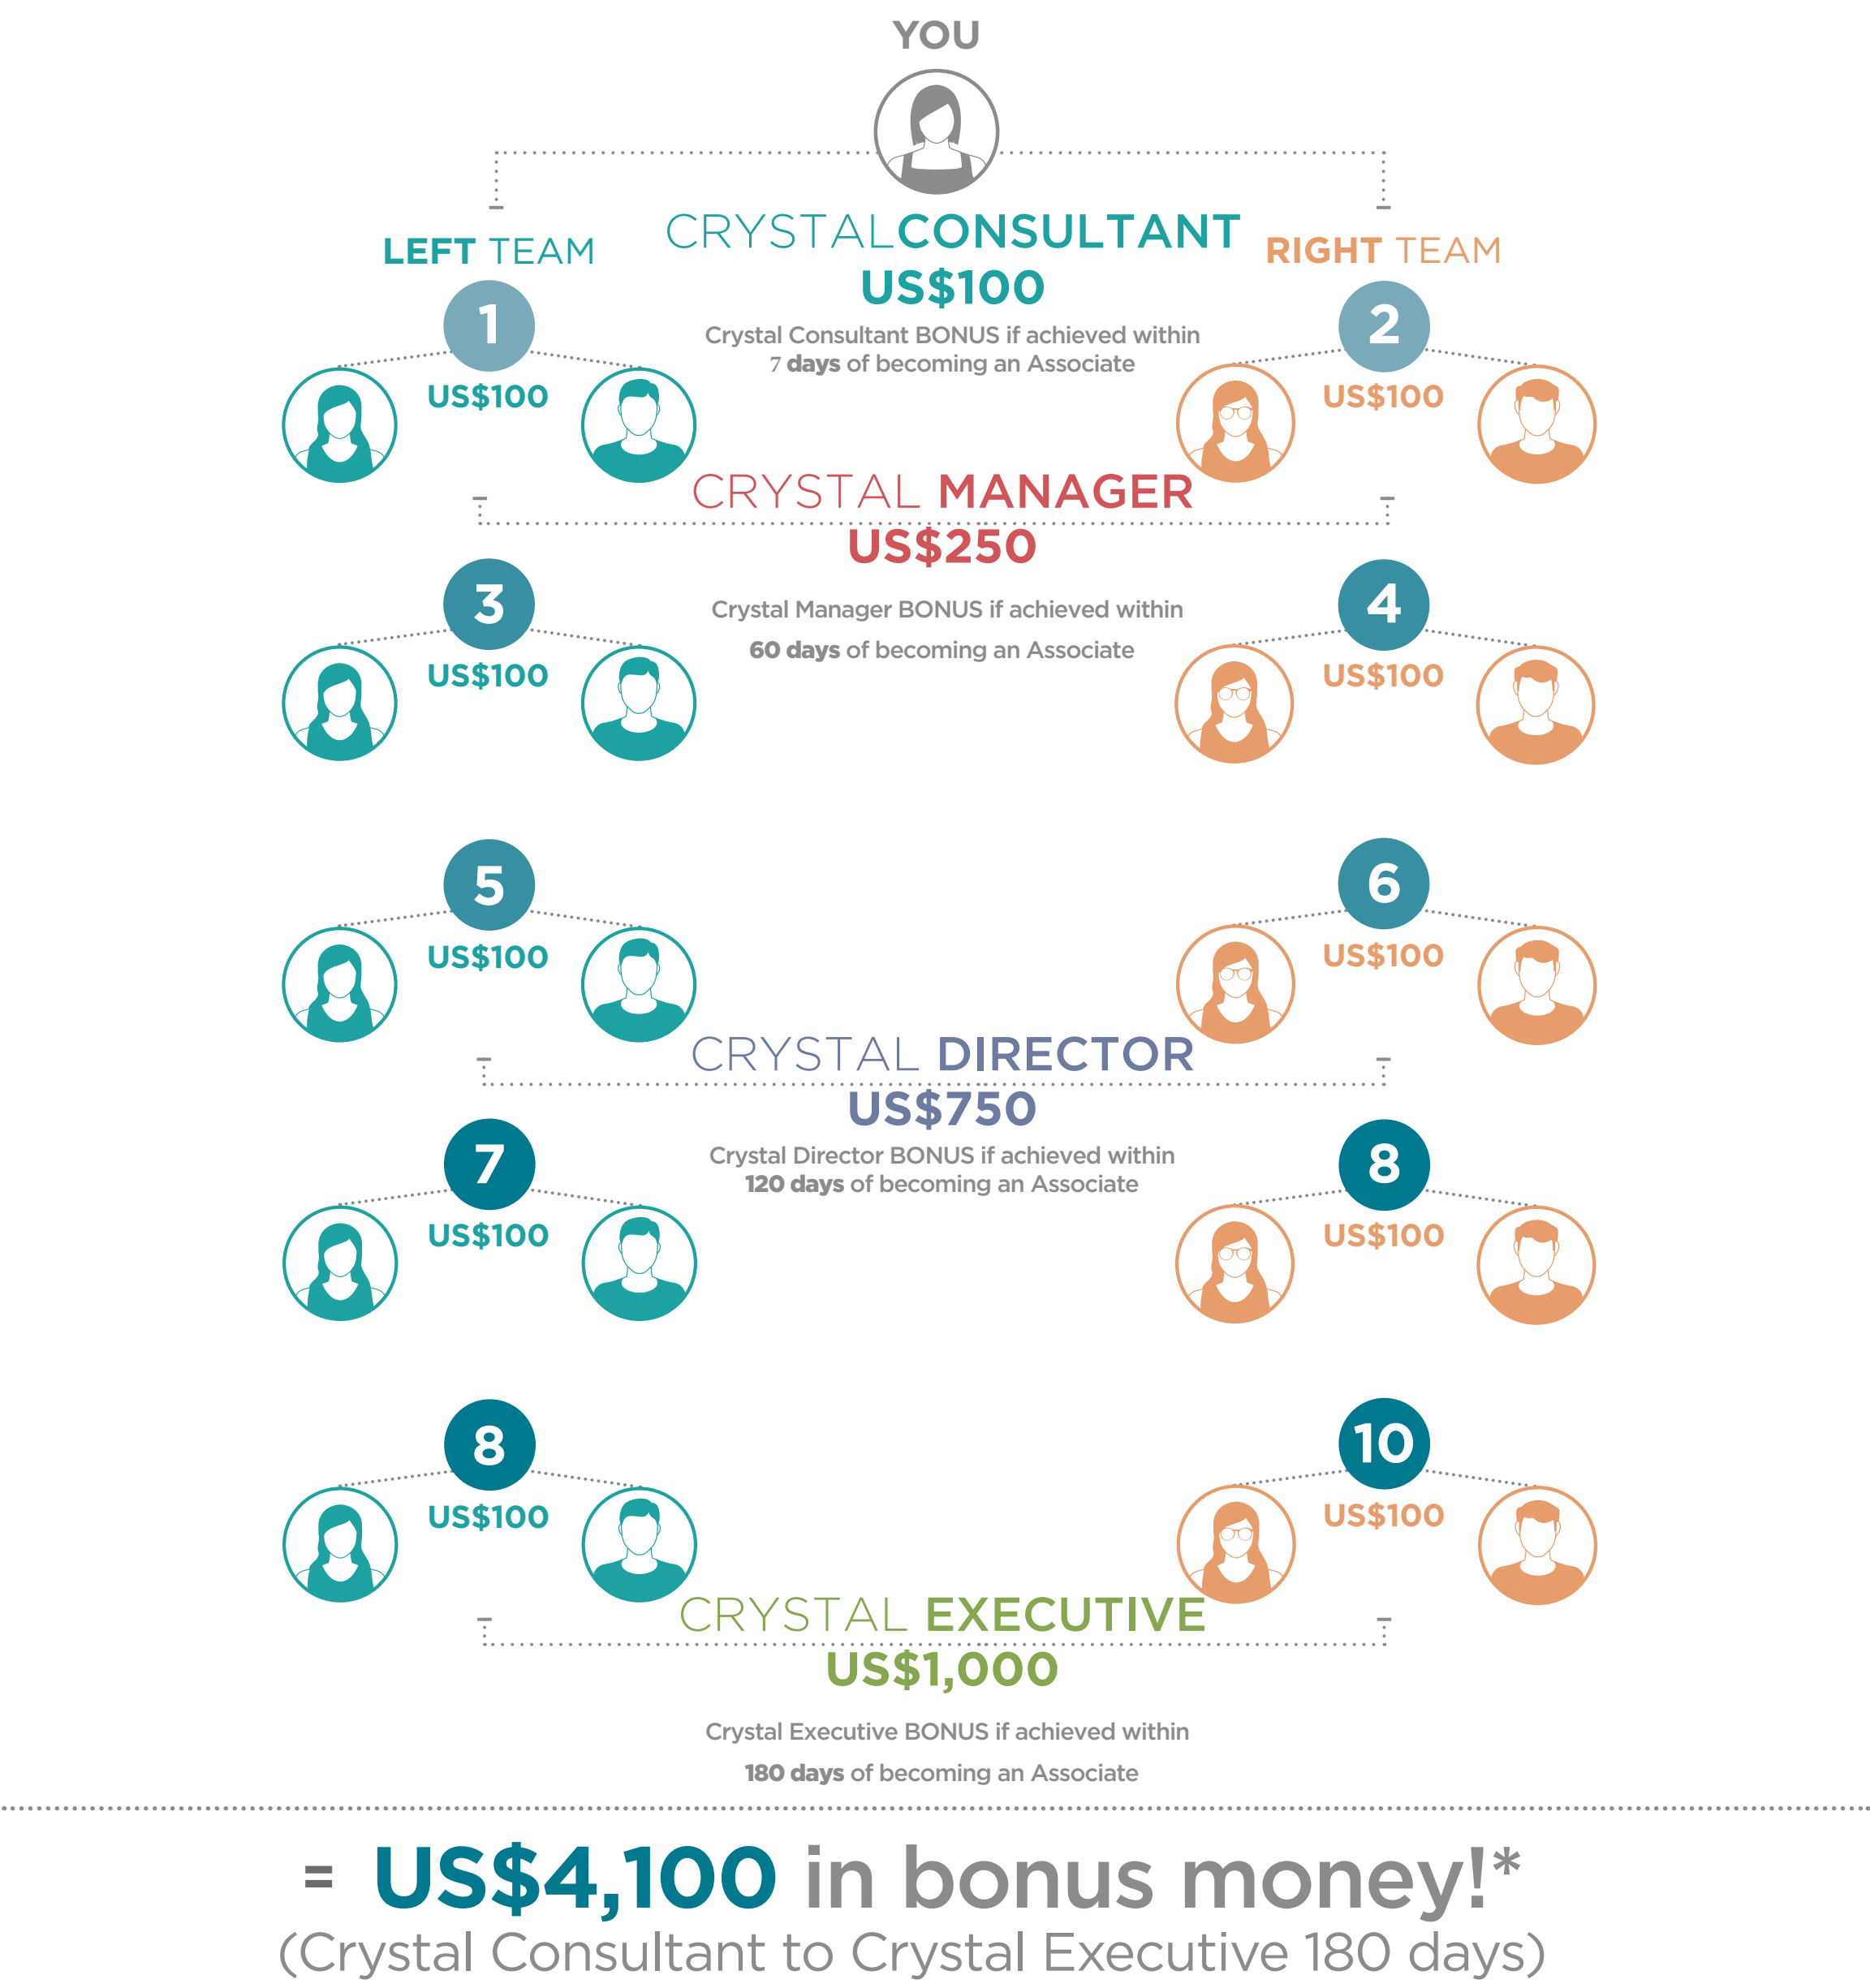 YOU
CRYSTALCONSULTANT
LEFT TEAM
RIGHT TEAM
US$100
1
2
Crystal Consultant BONUS if achieved within
7 days of becoming an Associate
US$100
US$100
CRYSTAL MANAGER
US$250
3
4
Crystal Manager BONUS if achieved within
60 days of becoming an Associate
US$100
US$100
5
6
US$100
US$100
CRYSTAL DIRECTOR
US$750
7
8
Crystal Director BONUS if achieved within
120 days of becoming an Associate
US$100
US$100
8
10
US$100
US$100
CRYSTAL EXECUTIVE
US$1,000
Crystal Executive BONUS if achieved within
180 days of becoming an Associate
= US$4,100 in bonus money!*
(Crystal Consultant to Crystal Executive 180 days)